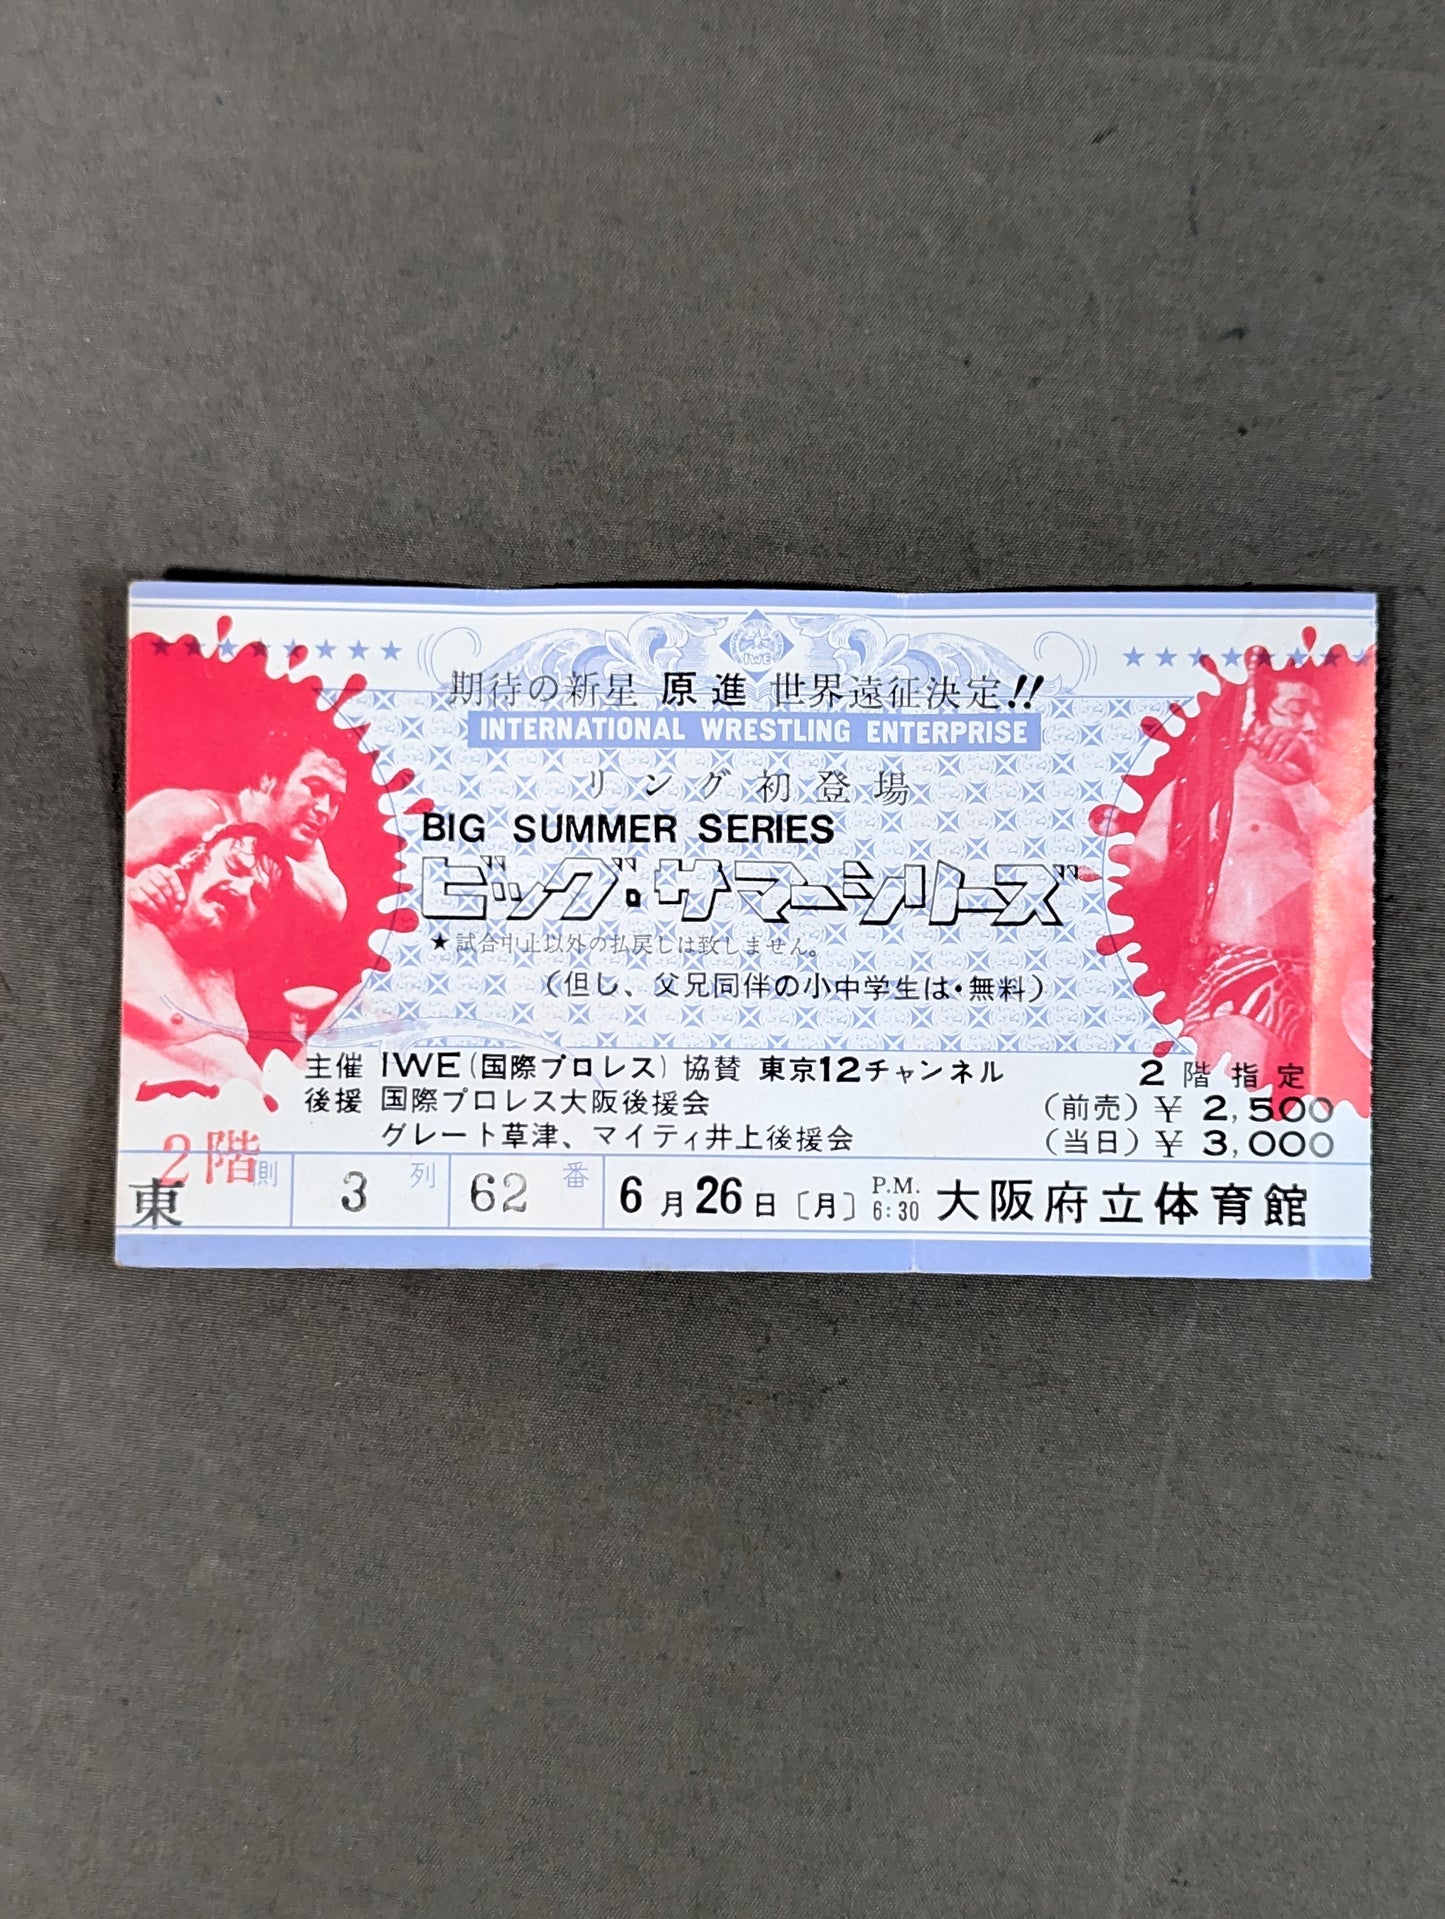 IWE
期待の新星 原進 世界遠征決定!!
INTERNATIONAL WRESTLING ENTERPRISE
リング初登場
BIG SUMMER SERIES
ビッグ・サマーシリーズ
★試合中止以外の払戻しは致しません。
(但し、父兄同伴の小中学生は・無料)
主催 IWE(国際プロレス) 協賛 東京12チャンネル
後援 国際プロレス大阪後援会
グレート草津、マイティ井上後援会
2階指定
(前売) ¥ 2,500
(当日) ¥ 3,000
2階
東 側 3 列 62 番
6月26日〔月〕 P.M. 6:30 大阪府立体育館